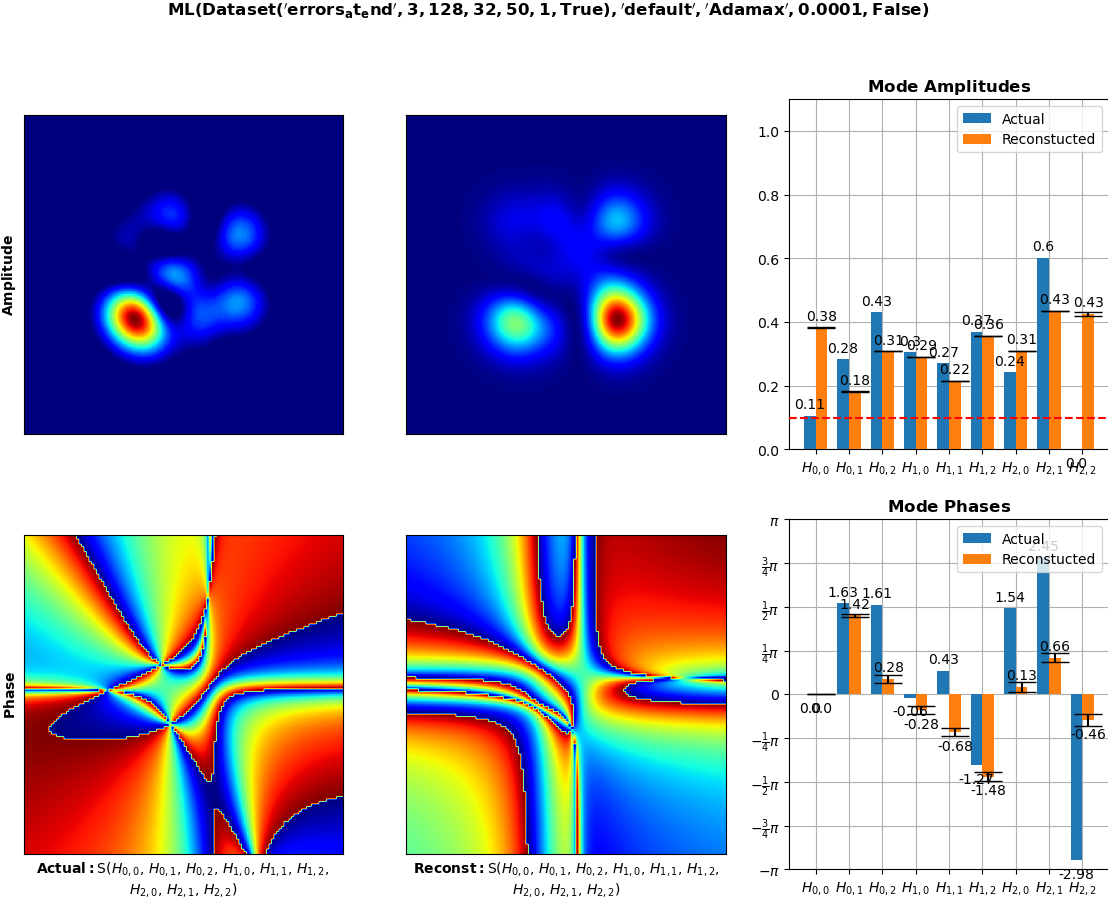 ML(Dataset('errors_at_end', 3, 128, 32, 50, 1, True), 'default', 'Adamax', 0.0001, False)
Amplitude
Mode Amplitudes
Actual
Reconstucted
1.0
0.8
0.6
0.4
0.2
0.0
0.11 0.28 0.43 0.3 0.27 0.37 0.24 0.6 0.0
0.38 0.18 0.31 0.29 0.22 0.36 0.31 0.43 0.43
H0,0 H0,1 H0,2 H1,0 H1,1 H1,2 H2,0 H2,1 H2,2
Phase
Mode Phases
Actual
Reconstucted
π
3/4π
1/2π
1/4π
0
−1/4π
−1/2π
−3/4π
−π
0.0 1.63 1.61 0.43 -1.27 1.54 2.45 -2.98
0.0 1.42 0.28 -0.28 -0.68 -1.48 0.13 0.66 -0.46
H0,0 H0,1 H0,2 H1,0 H1,1 H1,2 H2,0 H2,1 H2,2
Actual: S(H0,0, H0,1, H0,2, H1,0, H1,1, H1,2,
H2,0, H2,1, H2,2)
Reconst: S(H0,0, H0,1, H0,2, H1,0, H1,1, H1,2,
H2,0, H2,1, H2,2)